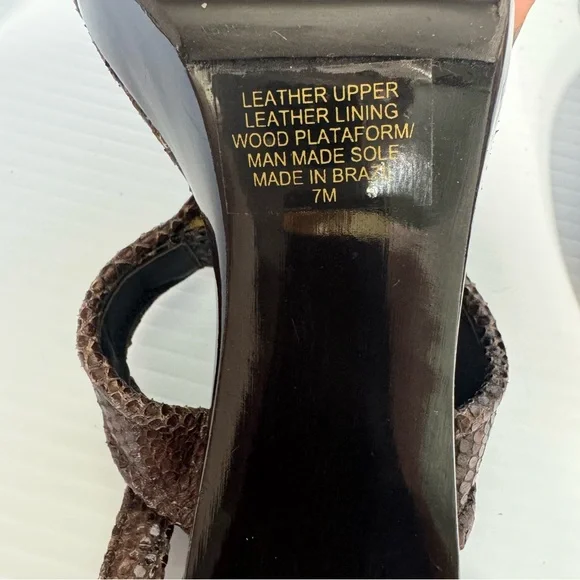 LEATHER UPPER
LEATHER LINING
WOOD PLATAFORM/
MAN MADE SOLE
MADE IN BRAZIL
7M